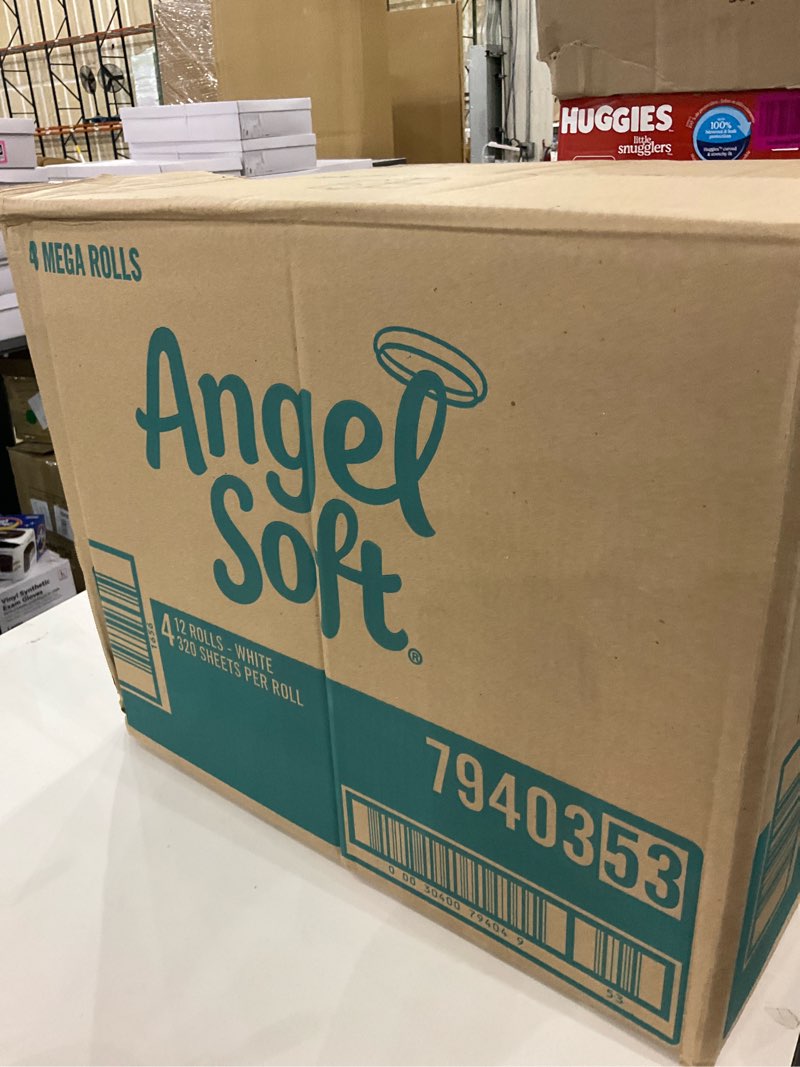 HUGGIES
little
snugglers
100%
4 MEGA ROLLS
Angel
Soft®
4 12 ROLLS - WHITE
320 SHEETS PER ROLL
7940353
0 00 30400 79404 9
53
Vinyl Synthetic
Exam Gloves